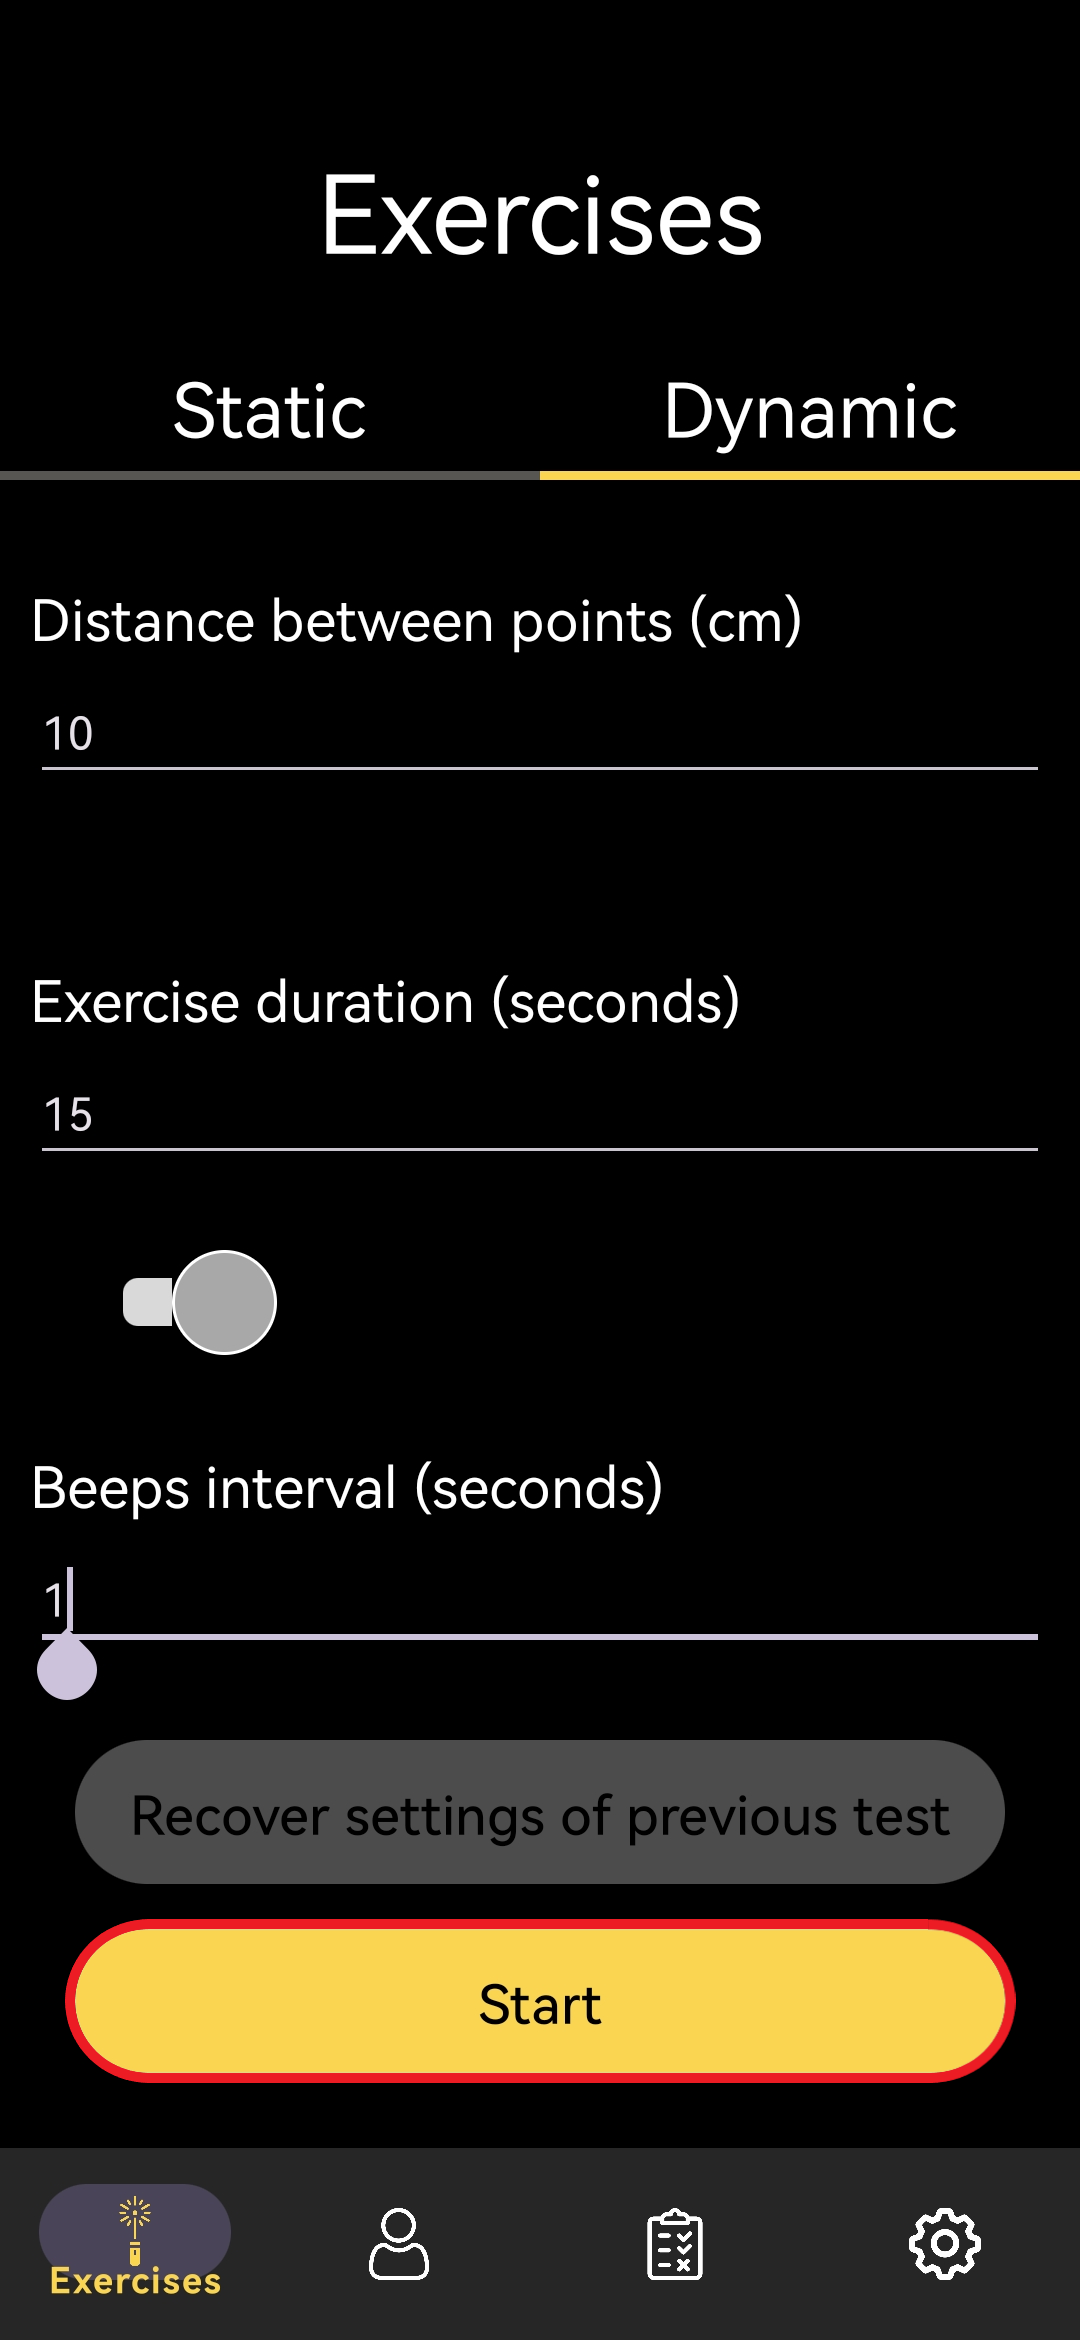 Exercises
Static Dynamic
Distance between points (cm)
10
Exercise duration (seconds)
15
Beeps interval (seconds)
1
Recover settings of previous test
Start
Exercises